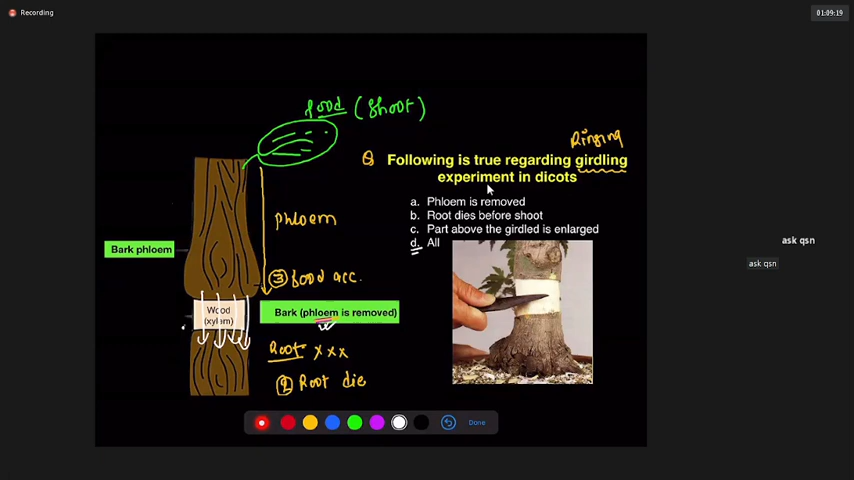 Recording
01:09:19
food (shoot)
Ringing
Q Following is true regarding girdling
experiment in dicots
a. Phloem is removed
b. Root dies before shoot
c. Part above the girdled is enlarged
d. All
Phloem
Bark phloem
③ Food acc.
Wood
(xylem)
Bark (phloem is removed)
Root x x x
② Root die
ask qsn
ask qsn
Done